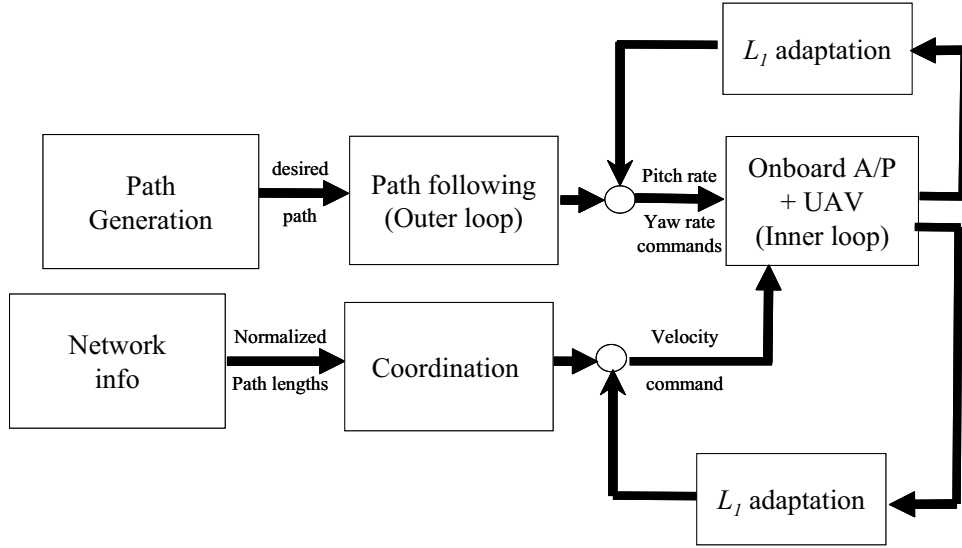 L1 adaptation
Path
Generation
desired
path
Path following
(Outer loop)
Pitch rate
Yaw rate
commands
Onboard A/P
+ UAV
(Inner loop)
Network
info
Normalized
Path lengths
Coordination
Velocity
command
L1 adaptation